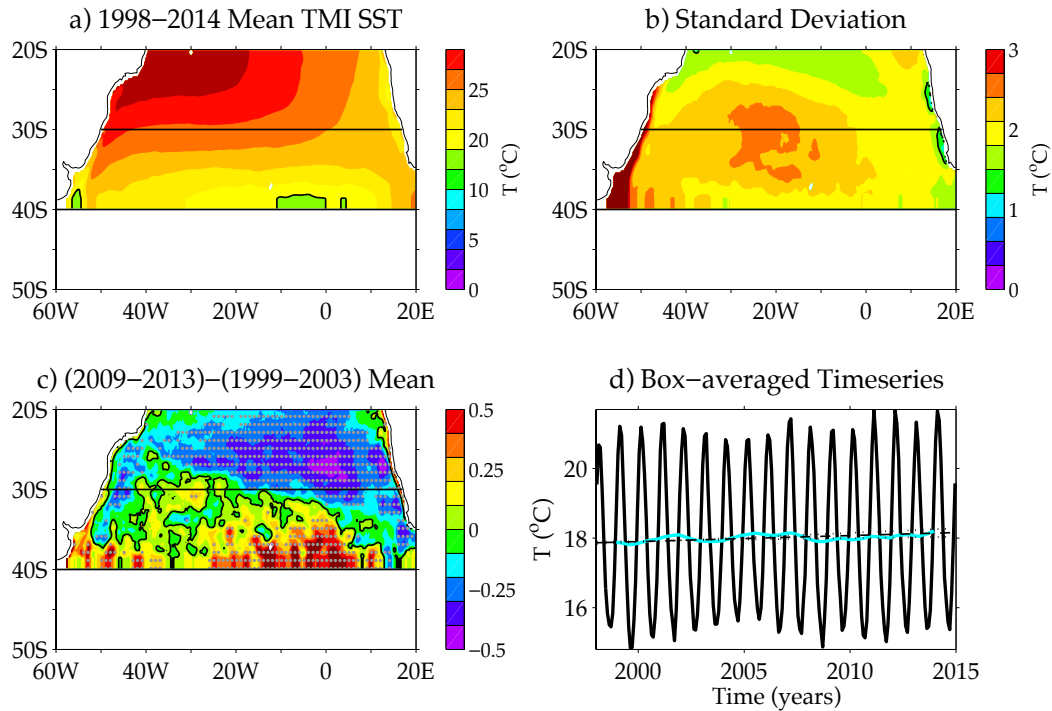 a) 1998−2014 Mean TMI SST
20S
30S
40S
50S
60W 40W 20W 0 20E
25
20
10
5
0
T (°C)
b) Standard Deviation
20S
30S
40S
50S
60W 40W 20W 0 20E
3
2
1
0
T (°C)
c) (2009−2013)−(1999−2003) Mean
20S
30S
40S
50S
60W 40W 20W 0 20E
0.5
0.25
0
−0.25
−0.5
d) Box−averaged Timeseries
T (°C)
20
18
16
2000 2005 2010 2015
Time (years)